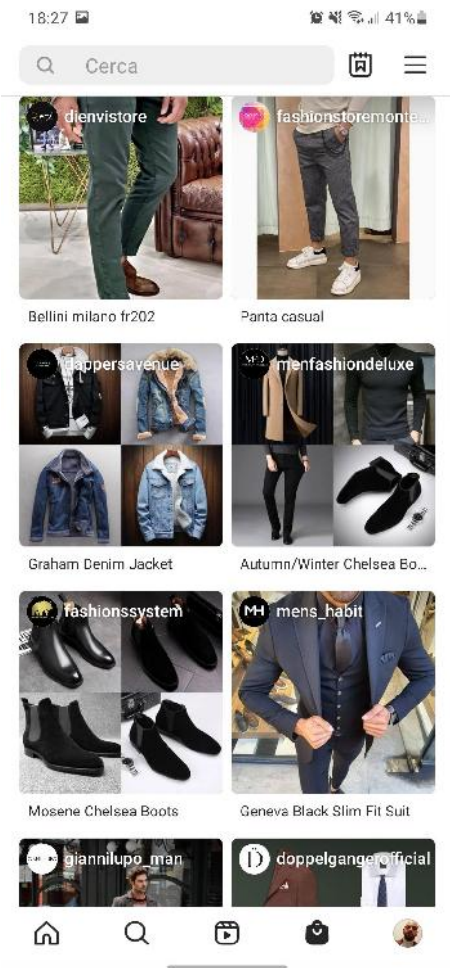 18:27
41%
Cerca
dienvistore
fashionstoremonte...
Bellini milano fr202
Panta casual
dappersavenue
menfashiondeluxe
Graham Denim Jacket
Autumn/Winter Chelsea Bo...
fashionssystem
MH mens_habit
Mosene Chelsea Boots
Geneva Black Slim Fit Suit
giannilupo_man
doppelgangerofficial